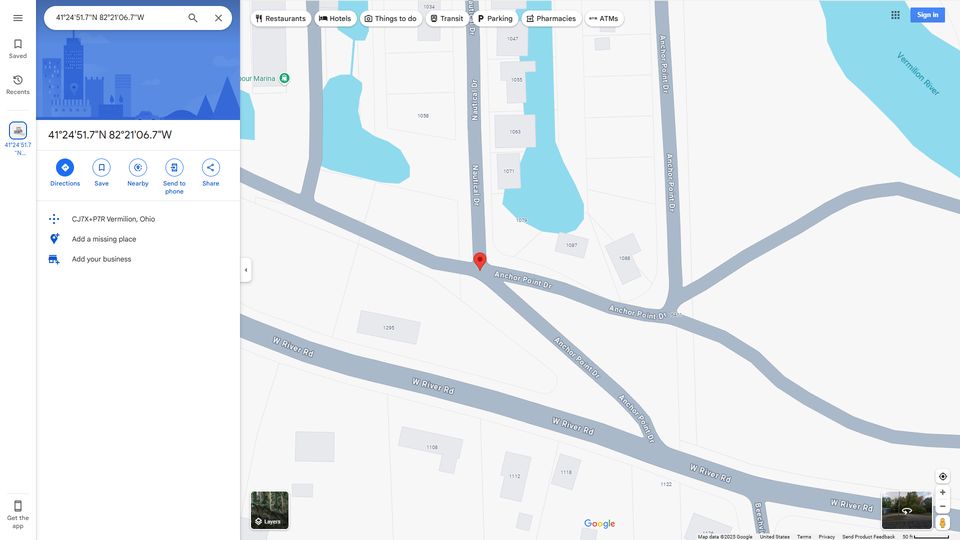 41°24'51.7"N 82°21'06.7"W
Restaurants
Hotels
Things to do
Transit
Parking
Pharmacies
ATMs
Sign in
Saved
Recents
41°24'51.7
"N...
Get the
app
41°24'51.7"N 82°21'06.7"W
Directions
Save
Nearby
Send to
phone
Share
CJ7X+P7R Vermilion, Ohio
Add a missing place
Add your business
our Marina
1034
1047
1055
1058
1063
1071
1079
1087
1088
Nautical Dr
Nautical Dr
Anchor Point Dr
Anchor Point Dr
Vermilion River
Anchor Point Dr
Anchor Point Dr
Anchor Point Dr
Anchor Point Dr
1295
W River Rd
W River Rd
W River Rd
W River Rd
W River Rd
1108
1112
1118
1122
Layers
Google
Map data ©2025 Google
United States
Terms
Privacy
Send Product Feedback
50 ft